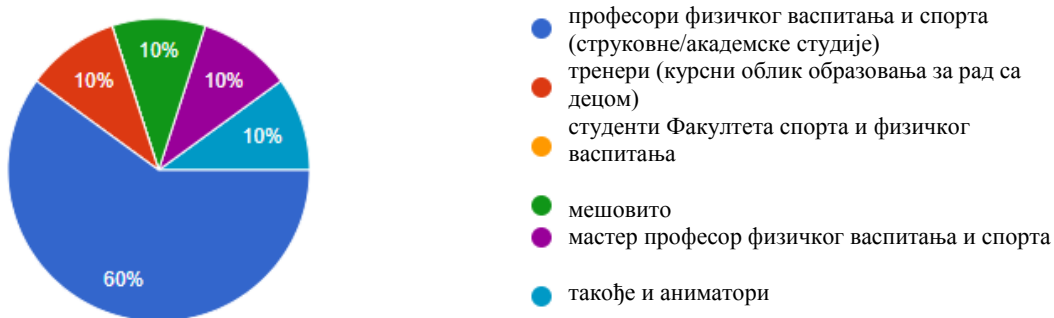 10%
10%
10%
10%
60%
професори физичког васпитања и спорта
(струковне/академске студије)
тренери (курсни облик образовања за рад са
децом)
студенти Факултета спорта и физичког
васпитања
мешовито
мастер професор физичког васпитања и спорта
такође и аниматори